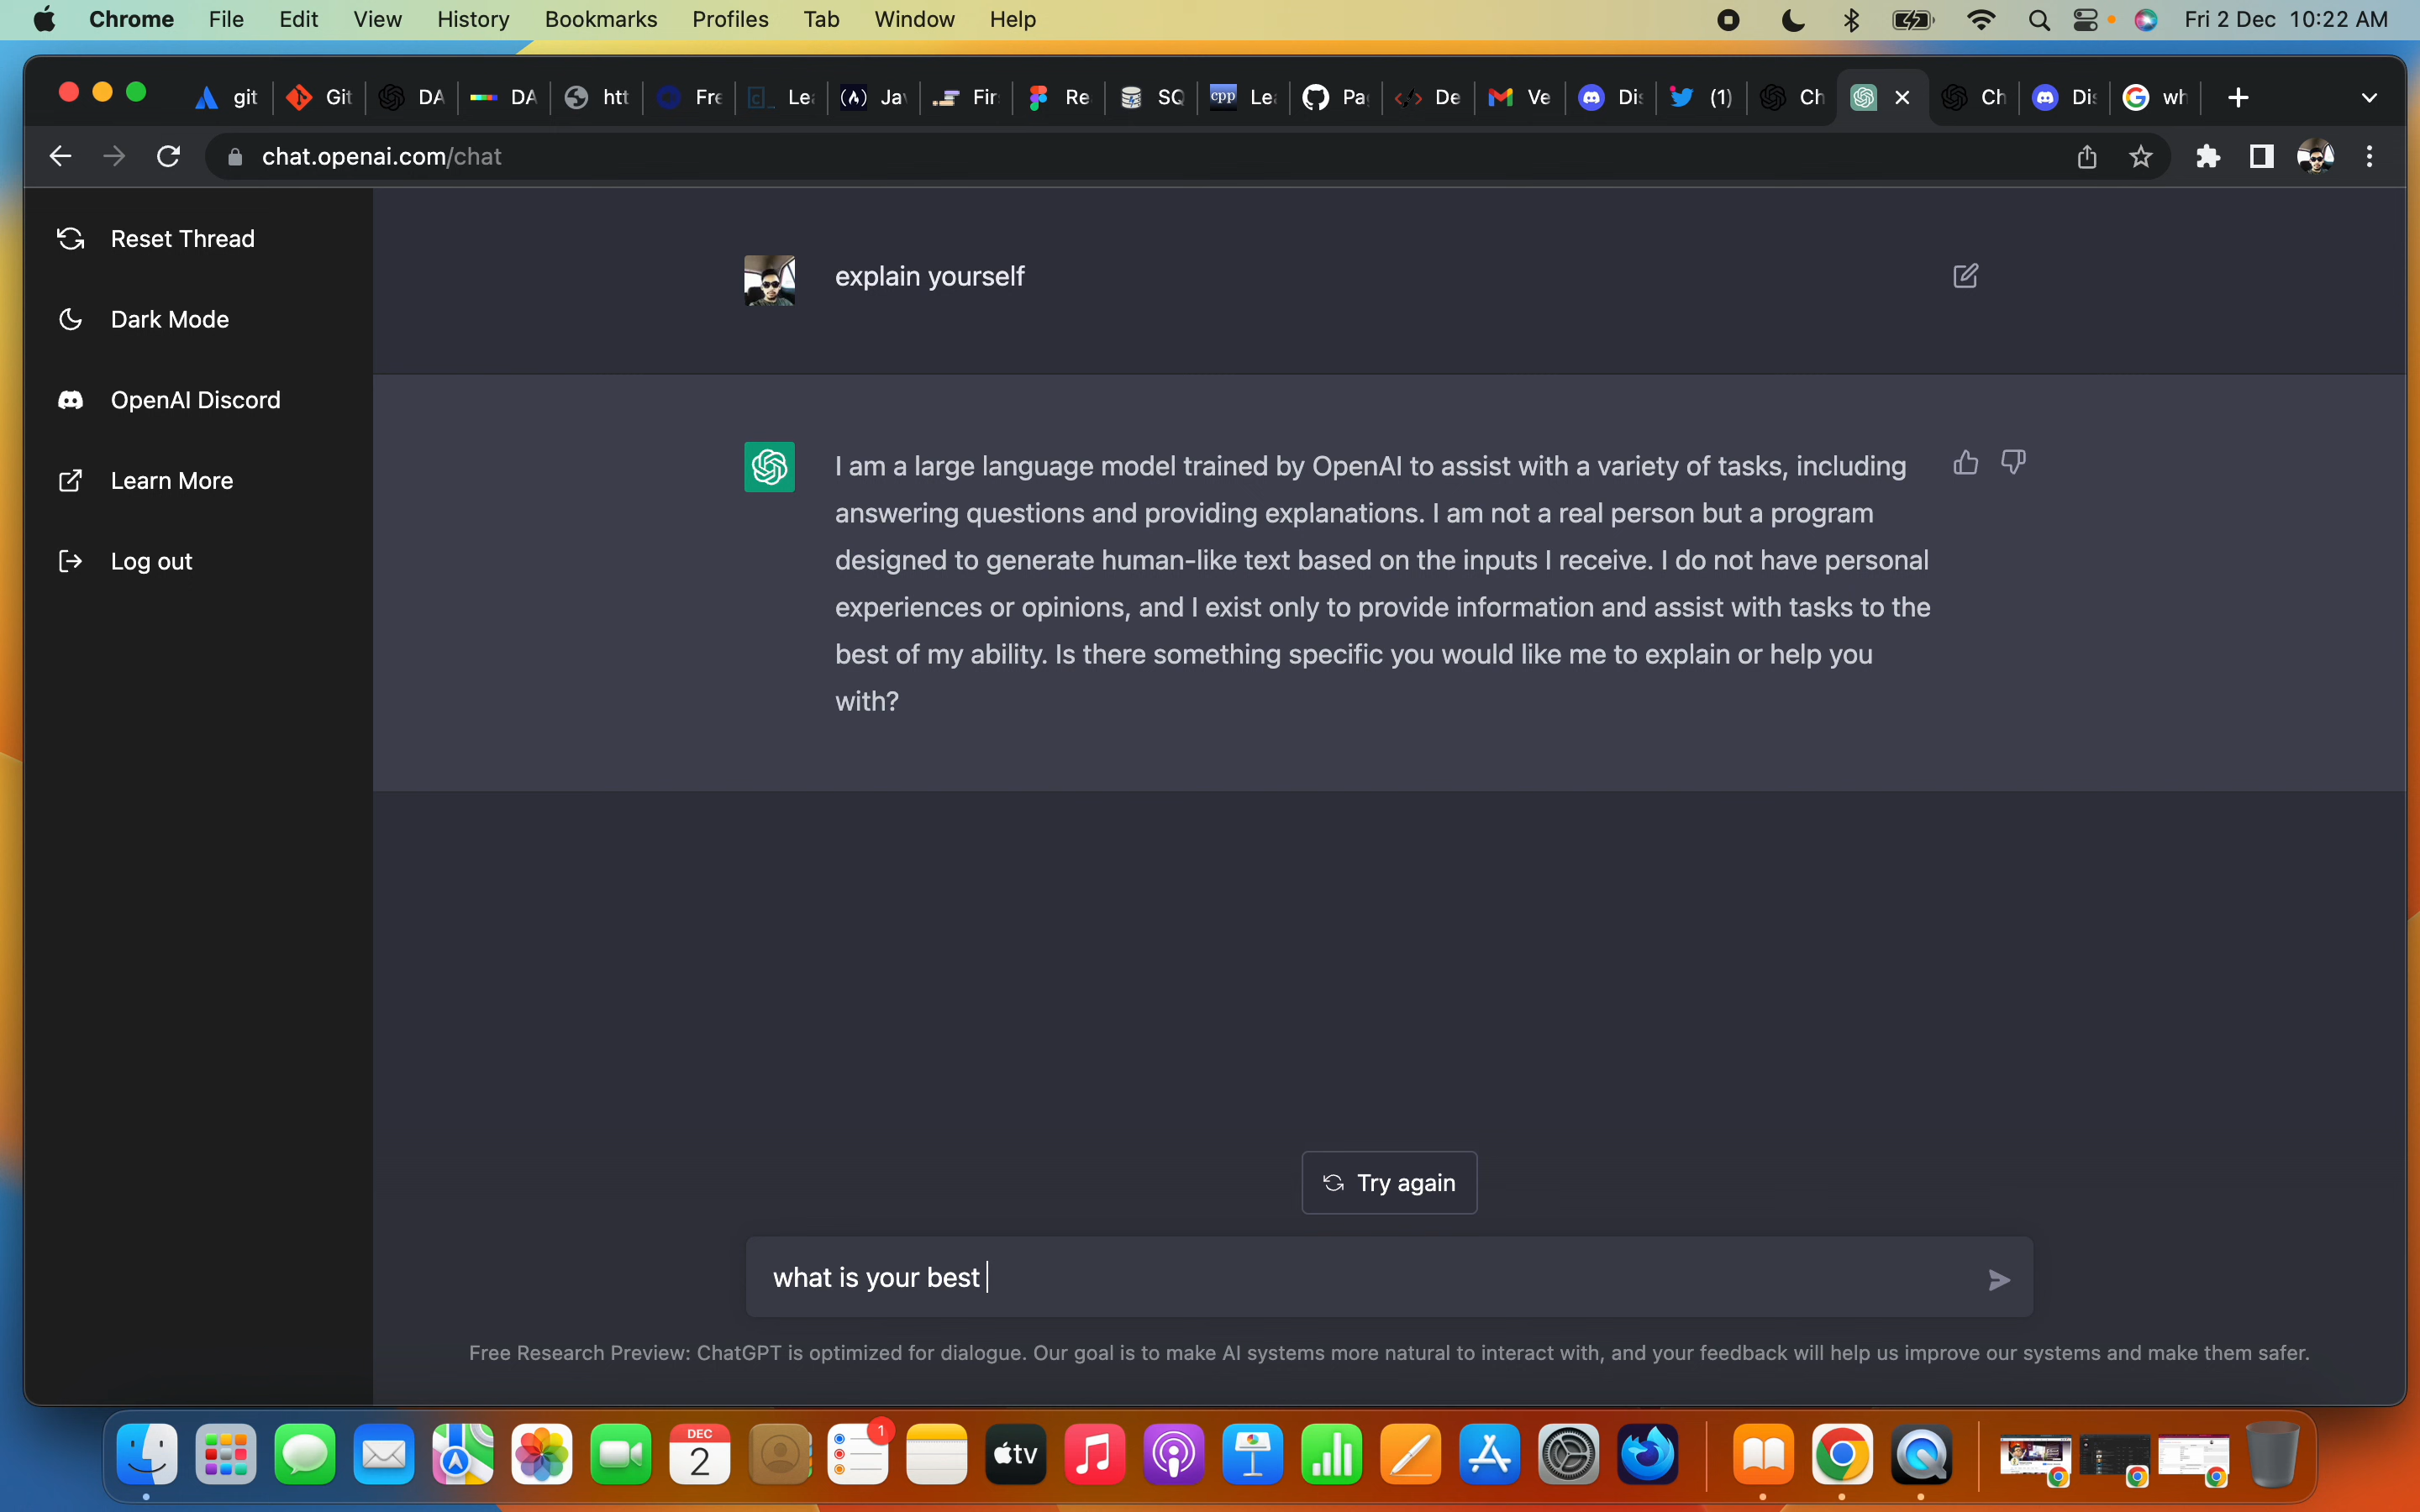 Chrome File Edit View History Bookmarks Profiles Tab Window Help Fri 2 Dec 10:22 AM
git Git DA DA htt Fre Lea Jav Fir Re SQ cpp Lea Pa De Ve Dis (1) Ch Ch Dis wh
chat.openai.com/chat
Reset Thread
Dark Mode
OpenAI Discord
Learn More
Log out
explain yourself
I am a large language model trained by OpenAI to assist with a variety of tasks, including
answering questions and providing explanations. I am not a real person but a program
designed to generate human-like text based on the inputs I receive. I do not have personal
experiences or opinions, and I exist only to provide information and assist with tasks to the
best of my ability. Is there something specific you would like me to explain or help you
with?
Try again
what is your best
Free Research Preview: ChatGPT is optimized for dialogue. Our goal is to make AI systems more natural to interact with, and your feedback will help us improve our systems and make them safer.
DEC
2
1
tv